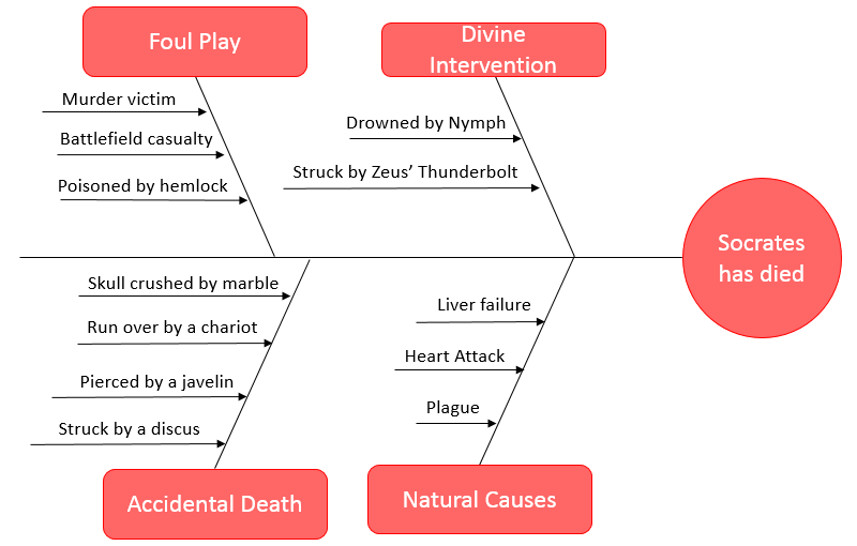 Foul Play
Divine
Intervention
Murder victim
Battlefield casualty
Poisoned by hemlock
Drowned by Nymph
Struck by Zeus’ Thunderbolt
Socrates
has died
Skull crushed by marble
Run over by a chariot
Pierced by a javelin
Struck by a discus
Liver failure
Heart Attack
Plague
Accidental Death
Natural Causes